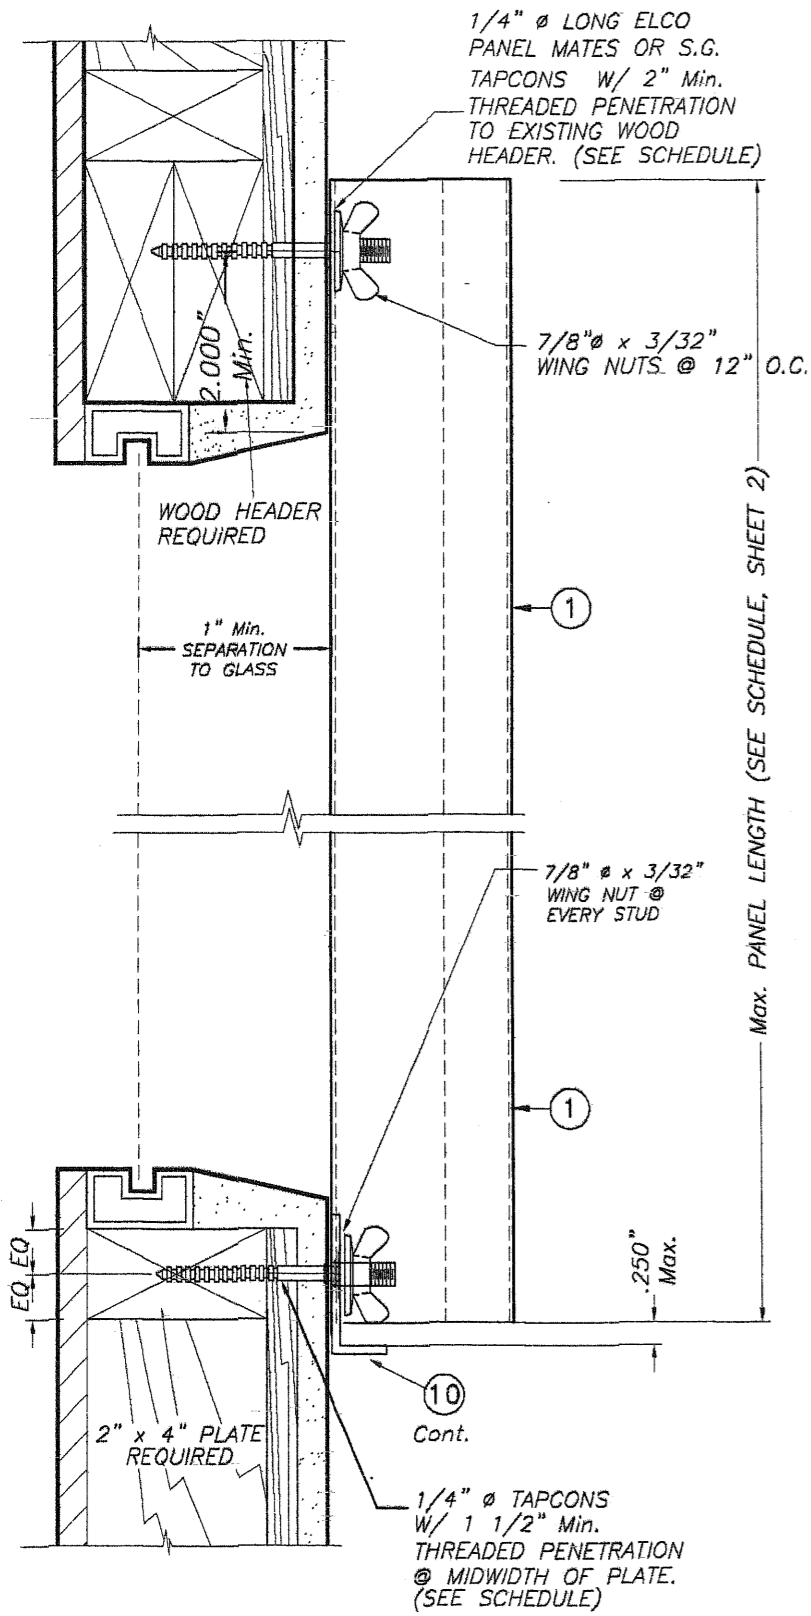 1/4" ø LONG ELCO
PANEL MATES OR S.G.
TAPCONS W/ 2" Min.
THREADED PENETRATION
TO EXISTING WOOD
HEADER. (SEE SCHEDULE)
7/8"ø x 3/32"
WING NUTS @ 12" O.C.
2.000"
Min.
WOOD HEADER
REQUIRED
1" Min.
SEPARATION
TO GLASS
1
Max. PANEL LENGTH (SEE SCHEDULE, SHEET 2)
7/8" ø x 3/32"
WING NUT @
EVERY STUD
1
EQ EQ
.250"
Max.
10
Cont.
2" x 4" PLATE
REQUIRED
1/4" ø TAPCONS
W/ 1 1/2" Min.
THREADED PENETRATION
@ MIDWIDTH OF PLATE.
(SEE SCHEDULE)